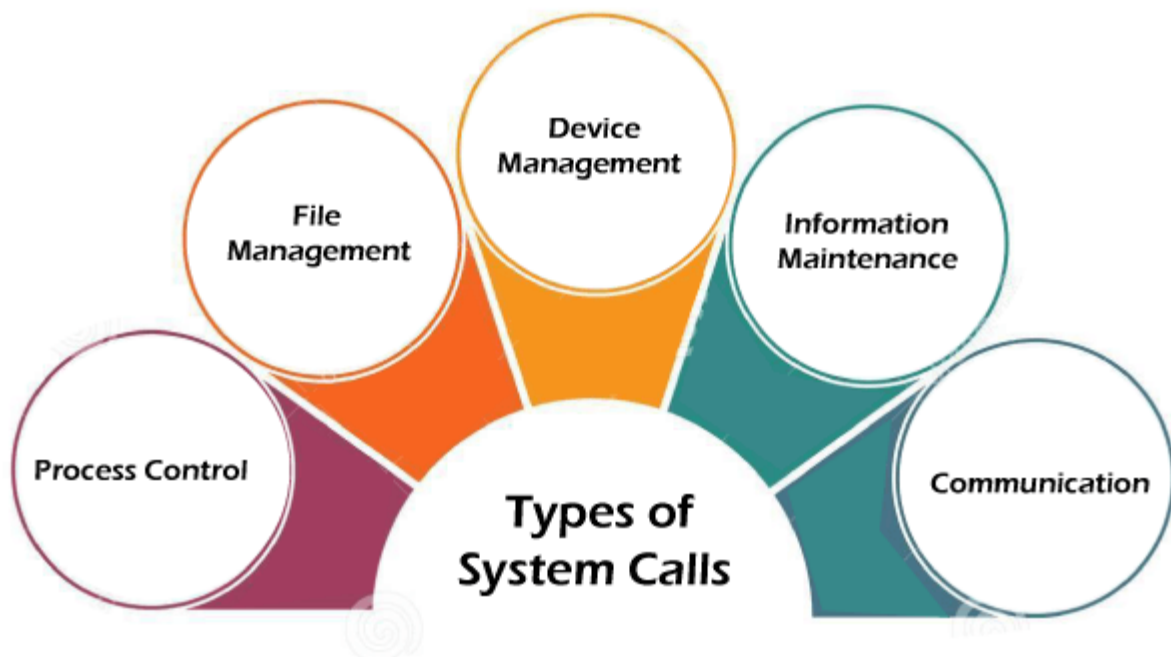 Device
Management
File
Management
Information
Maintenance
Process Control
Communication
Types of
System Calls